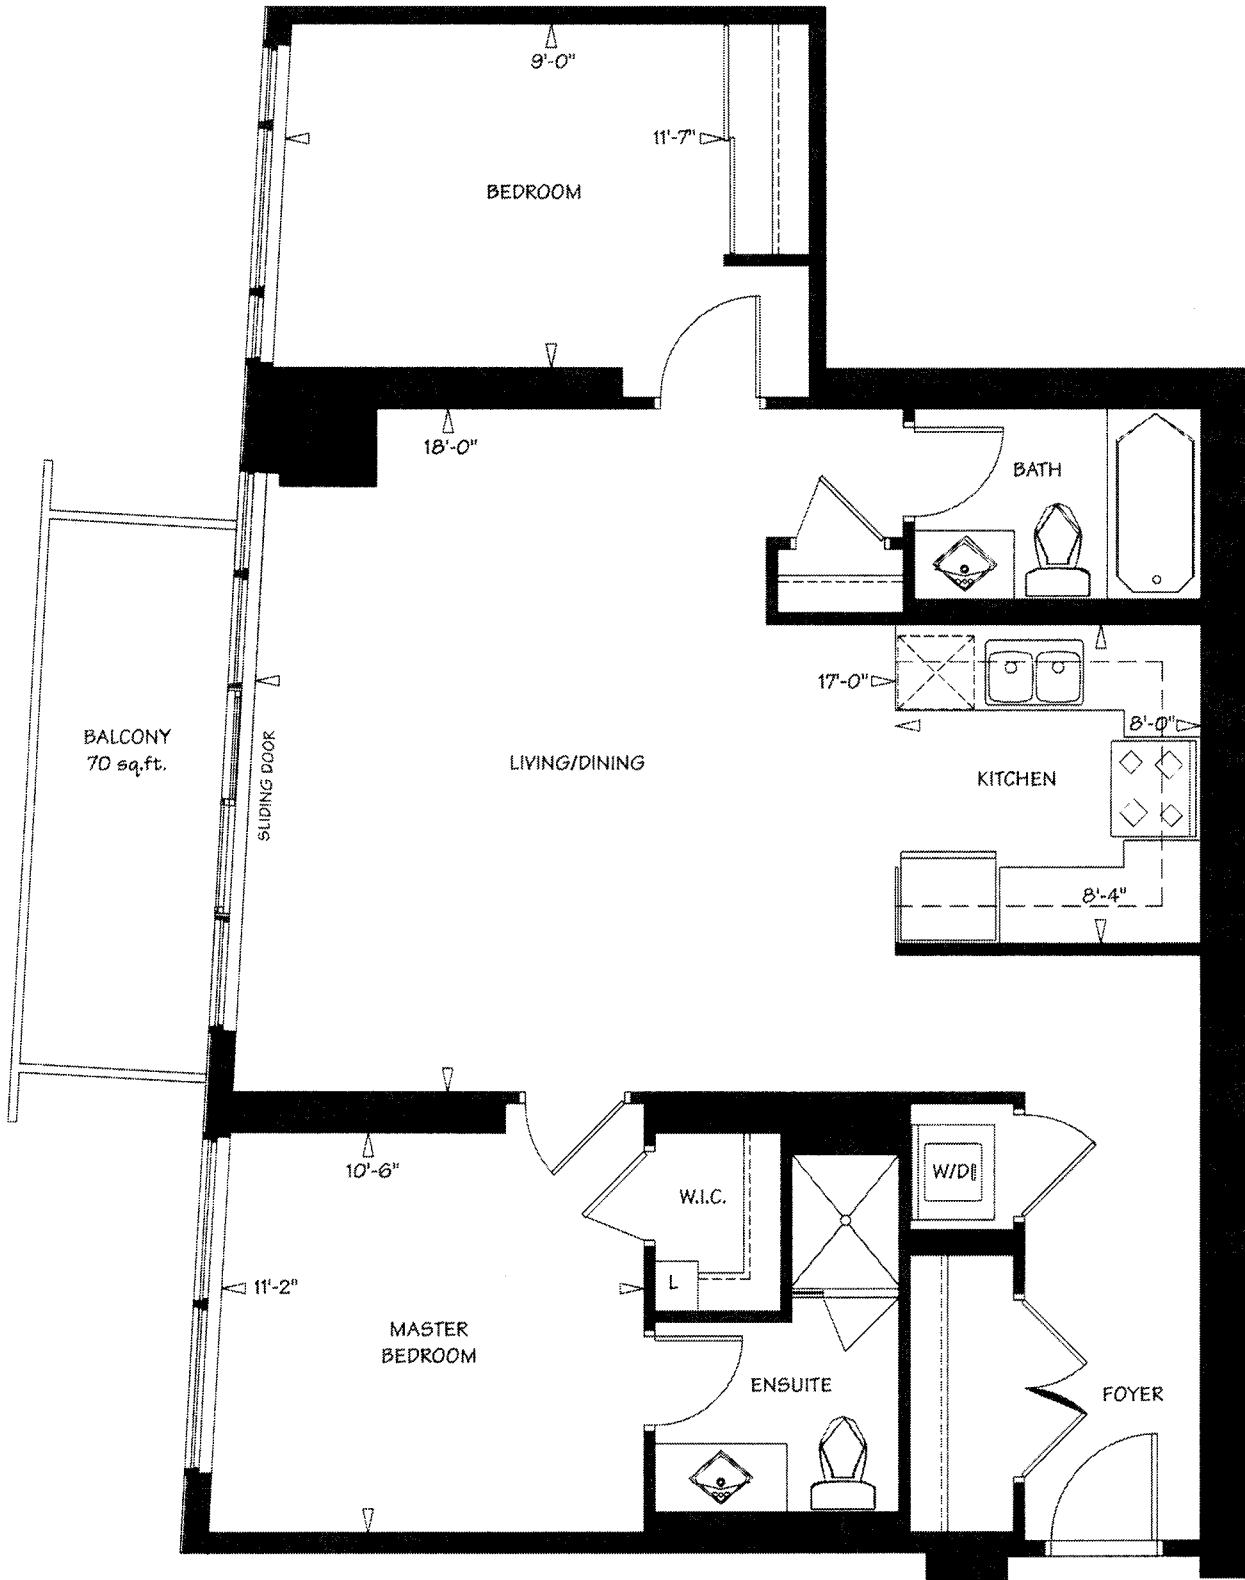 9'-0"
11'-7"
BEDROOM
18'-0"
BATH
17'-0"
8'-0"
BALCONY
70 sq.ft.
SLIDING DOOR
LIVING/DINING
KITCHEN
8'-4"
10'-6"
W.I.C.
W/D
11'-2"
L
MASTER
BEDROOM
ENSUITE
FOYER